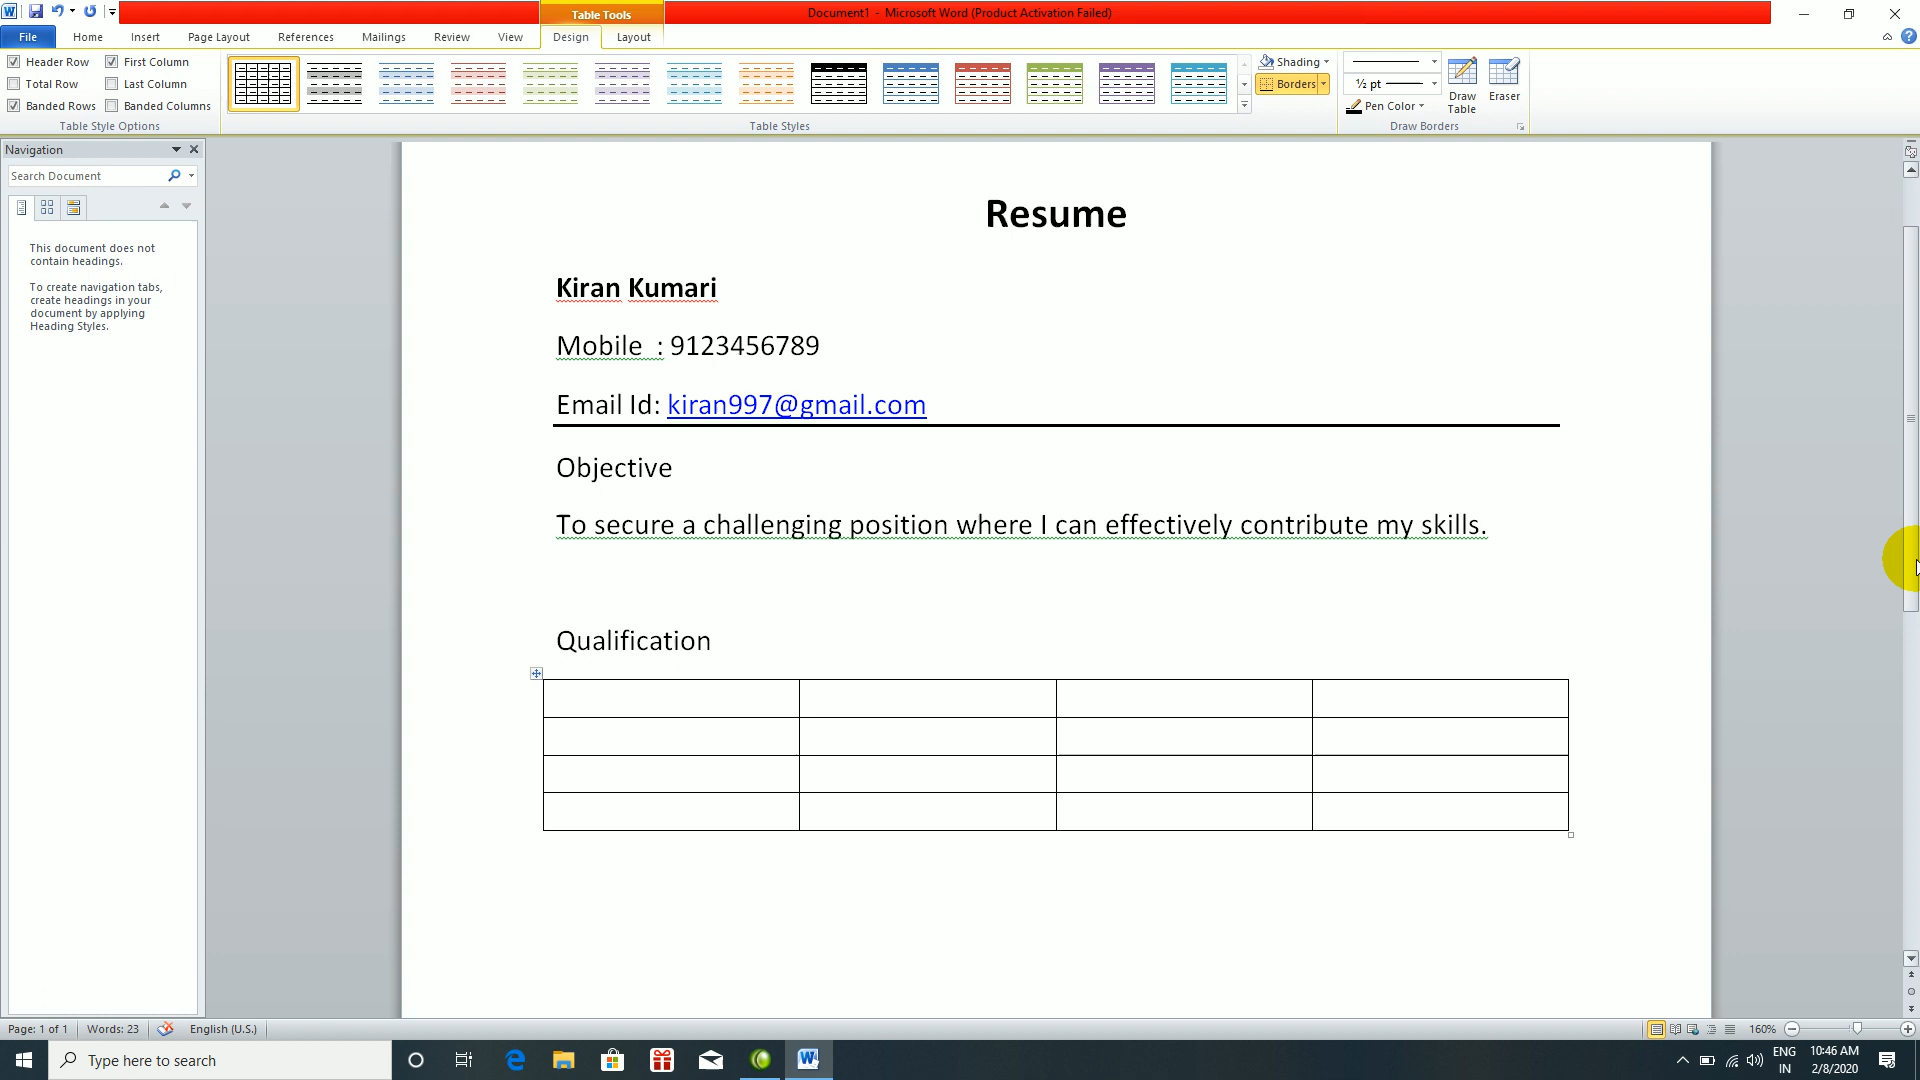 Table Tools
Document1 - Microsoft Word (Product Activation Failed)
File Home Insert Page Layout References Mailings Review View Design Layout
Header Row First Column
Total Row Last Column
Banded Rows Banded Columns
Table Style Options
Table Styles
Shading
Borders
½ pt
Pen Color
Draw Table
Eraser
Draw Borders
Navigation
Search Document
This document does not
contain headings.
To create navigation tabs,
create headings in your
document by applying
Heading Styles.
Resume
Kiran Kumari
Mobile : 9123456789
Email Id: kiran997@gmail.com
Objective
To secure a challenging position where I can effectively contribute my skills.
Qualification
Page: 1 of 1 Words: 23 English (U.S.) 160%
Type here to search
ENG
IN
10:46 AM
2/8/2020